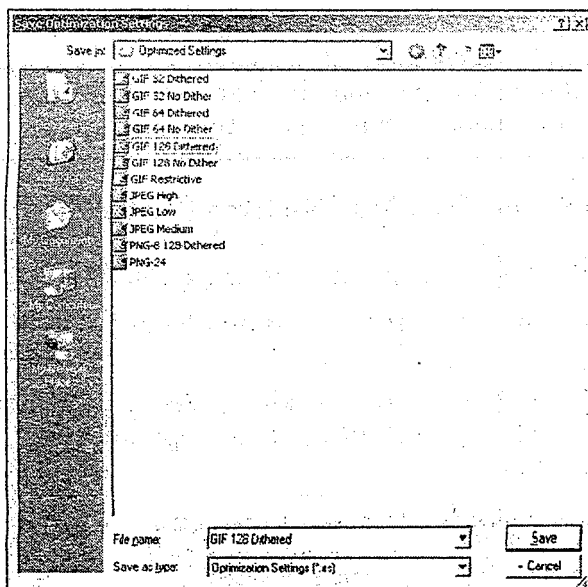 Save Optimization Settings
Save in:
Optimized Settings
GIF 32 Dithered
GIF 32 No Dither
GIF 64 Dithered
GIF 64 No Dither
GIF 128 Dithered
GIF 128 No Dither
GIF Restrictive
JPEG High
JPEG Low
JPEG Medium
PNG-8 128 Dithered
PNG-24
File name:
GIF 128 Dithered
Save
Save as type:
Optimization Settings
Cancel